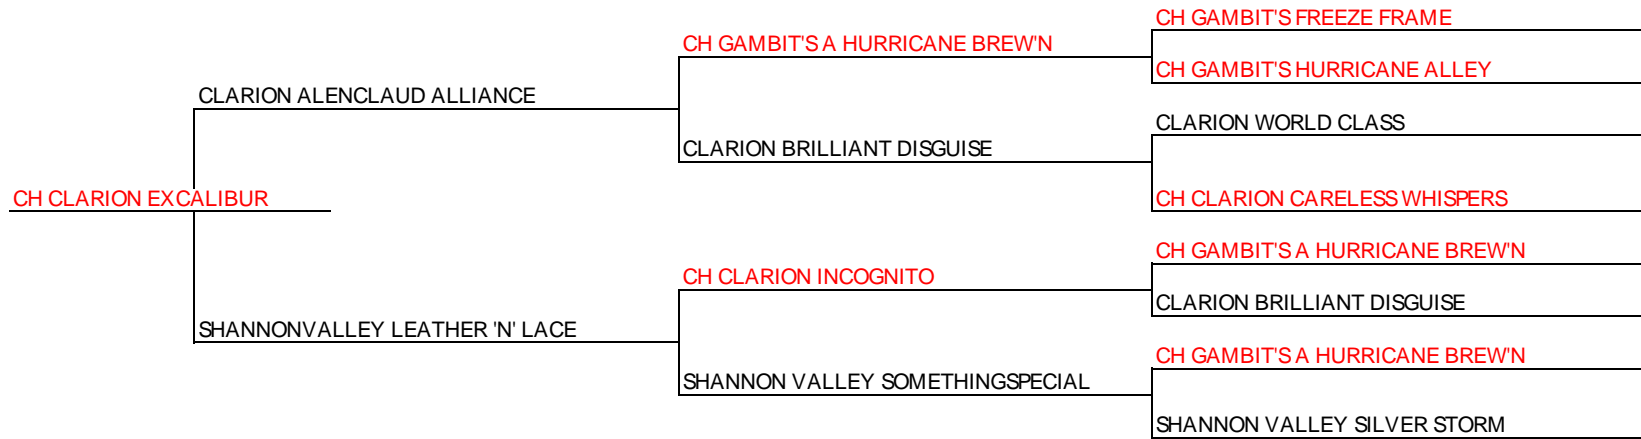 CH GAMBIT'S FREEZE FRAME
CH GAMBIT'S A HURRICANE BREW'N
CH GAMBIT'S HURRICANE ALLEY
CLARION ALENCLAUD ALLIANCE
CLARION WORLD CLASS
CLARION BRILLIANT DISGUISE
CH CLARION EXCALIBUR
CH CLARION CARELESS WHISPERS
CH GAMBIT'S A HURRICANE BREW'N
CH CLARION INCOGNITO
CLARION BRILLIANT DISGUISE
SHANNONVALLEY LEATHER 'N' LACE
CH GAMBIT'S A HURRICANE BREW'N
SHANNON VALLEY SOMETHINGSPECIAL
SHANNON VALLEY SILVER STORM